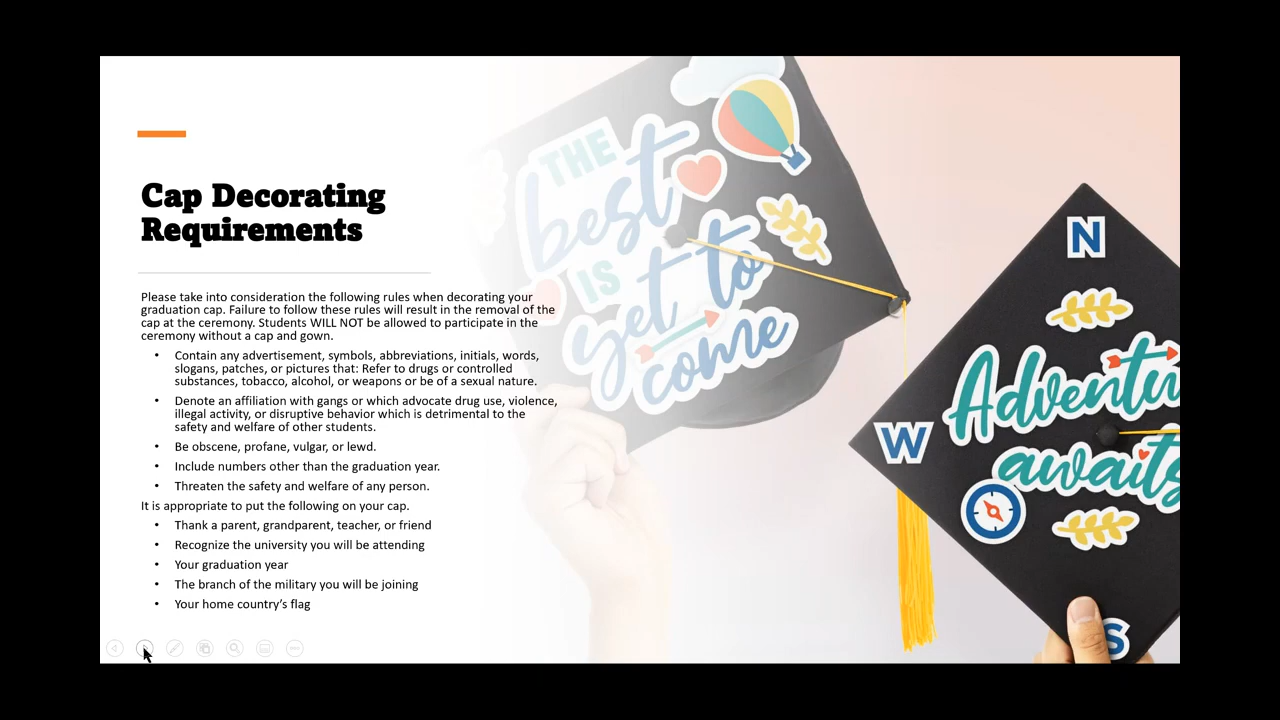 Cap Decorating
Requirements
Please take into consideration the following rules when decorating your
graduation cap. Failure to follow these rules will result in the removal of the
cap at the ceremony. Students WILL NOT be allowed to participate in the
ceremony without a cap and gown.
• Contain any advertisement, symbols, abbreviations, initials, words,
slogans, patches, or pictures that: Refer to drugs or controlled
substances, tobacco, alcohol, or weapons or be of a sexual nature.
• Denote an affiliation with gangs or which advocate drug use, violence,
illegal activity, or disruptive behavior which is detrimental to the
safety and welfare of other students.
• Be obscene, profane, vulgar, or lewd.
• Include numbers other than the graduation year.
• Threaten the safety and welfare of any person.
It is appropriate to put the following on your cap.
• Thank a parent, grandparent, teacher, or friend
• Recognize the university you will be attending
• Your graduation year
• The branch of the military you will be joining
• Your home country's flag
THE
best
IS
yet to
come
N
W
Adventu
awaits
S